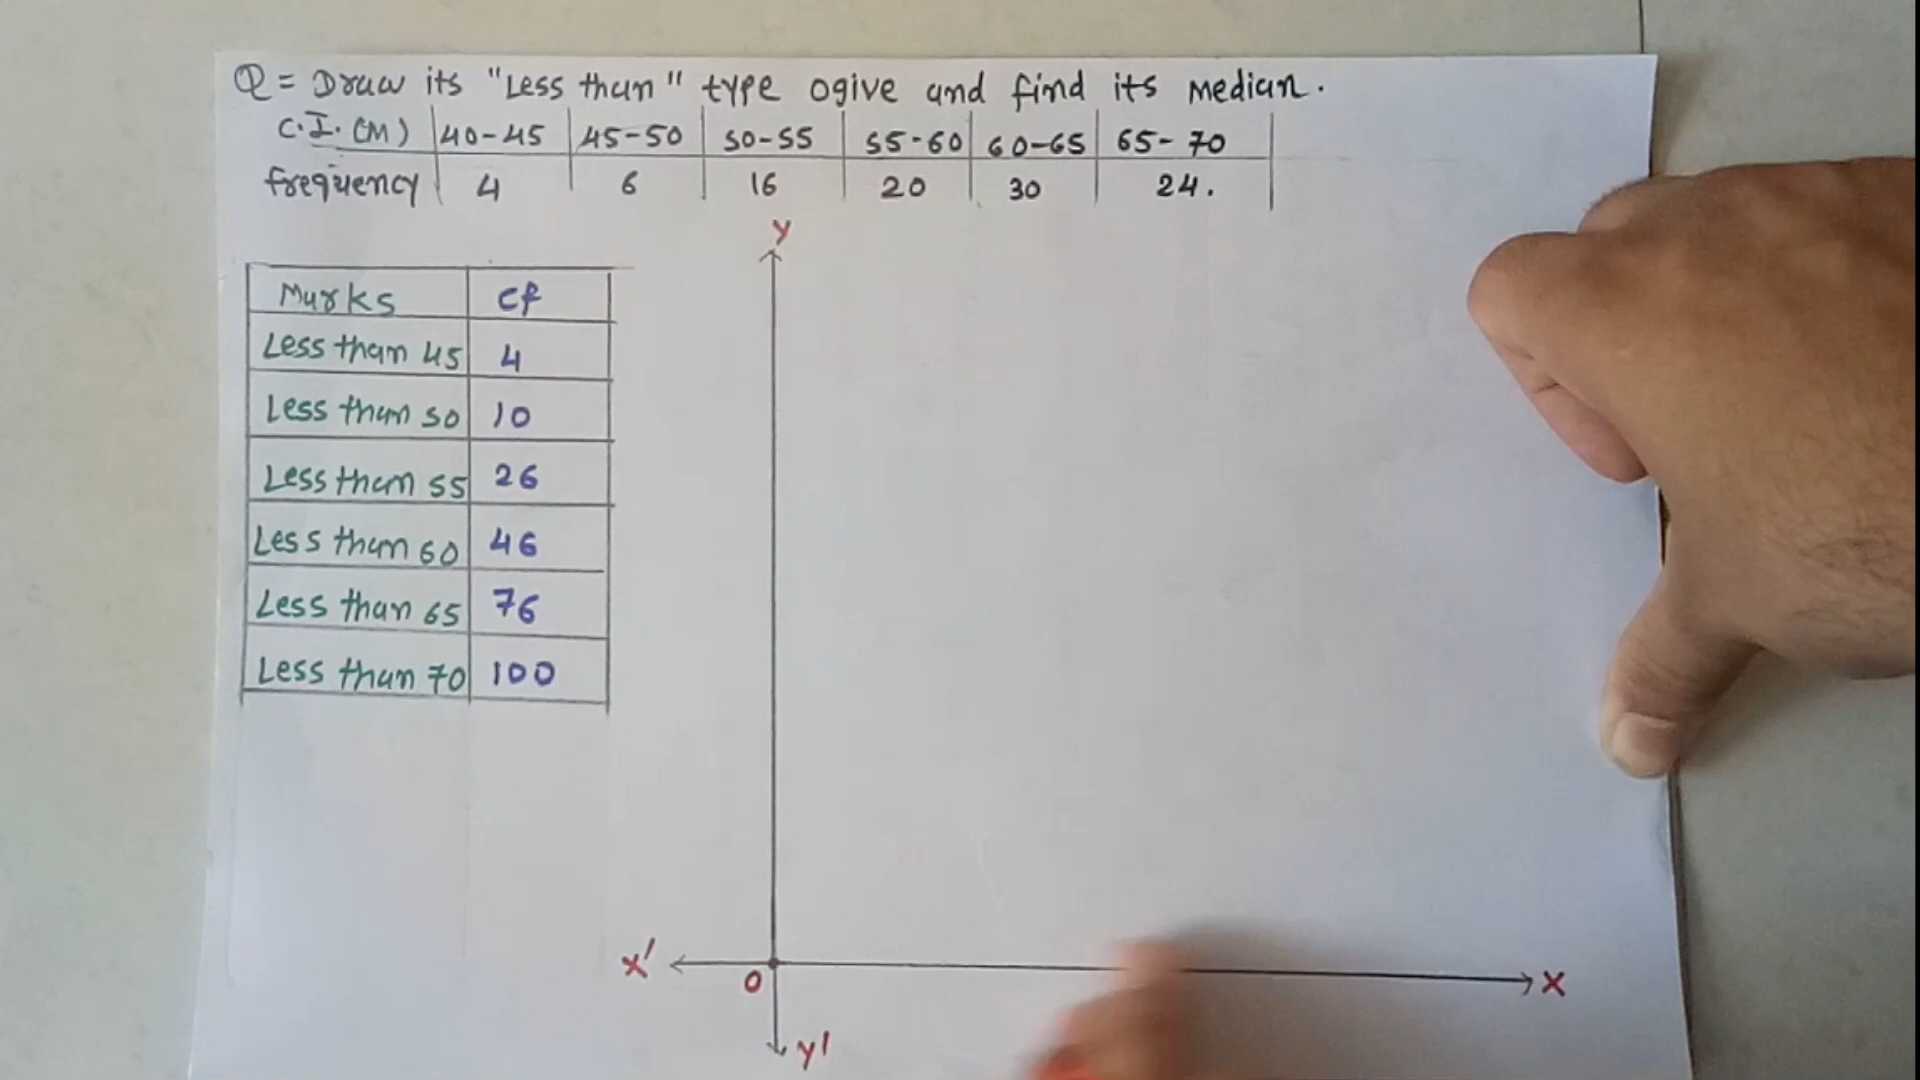 Q = Draw its "Less than" type ogive and find its median.
C.I. (M) 40-45 45-50 50-55 55-60 60-65 65-70
frequency 4 6 16 20 30 24.
Marks cf
Less than 45 4
Less than 50 10
Less than 55 26
Less than 60 46
Less than 65 76
Less than 70 100
Y
X' O X
Y'